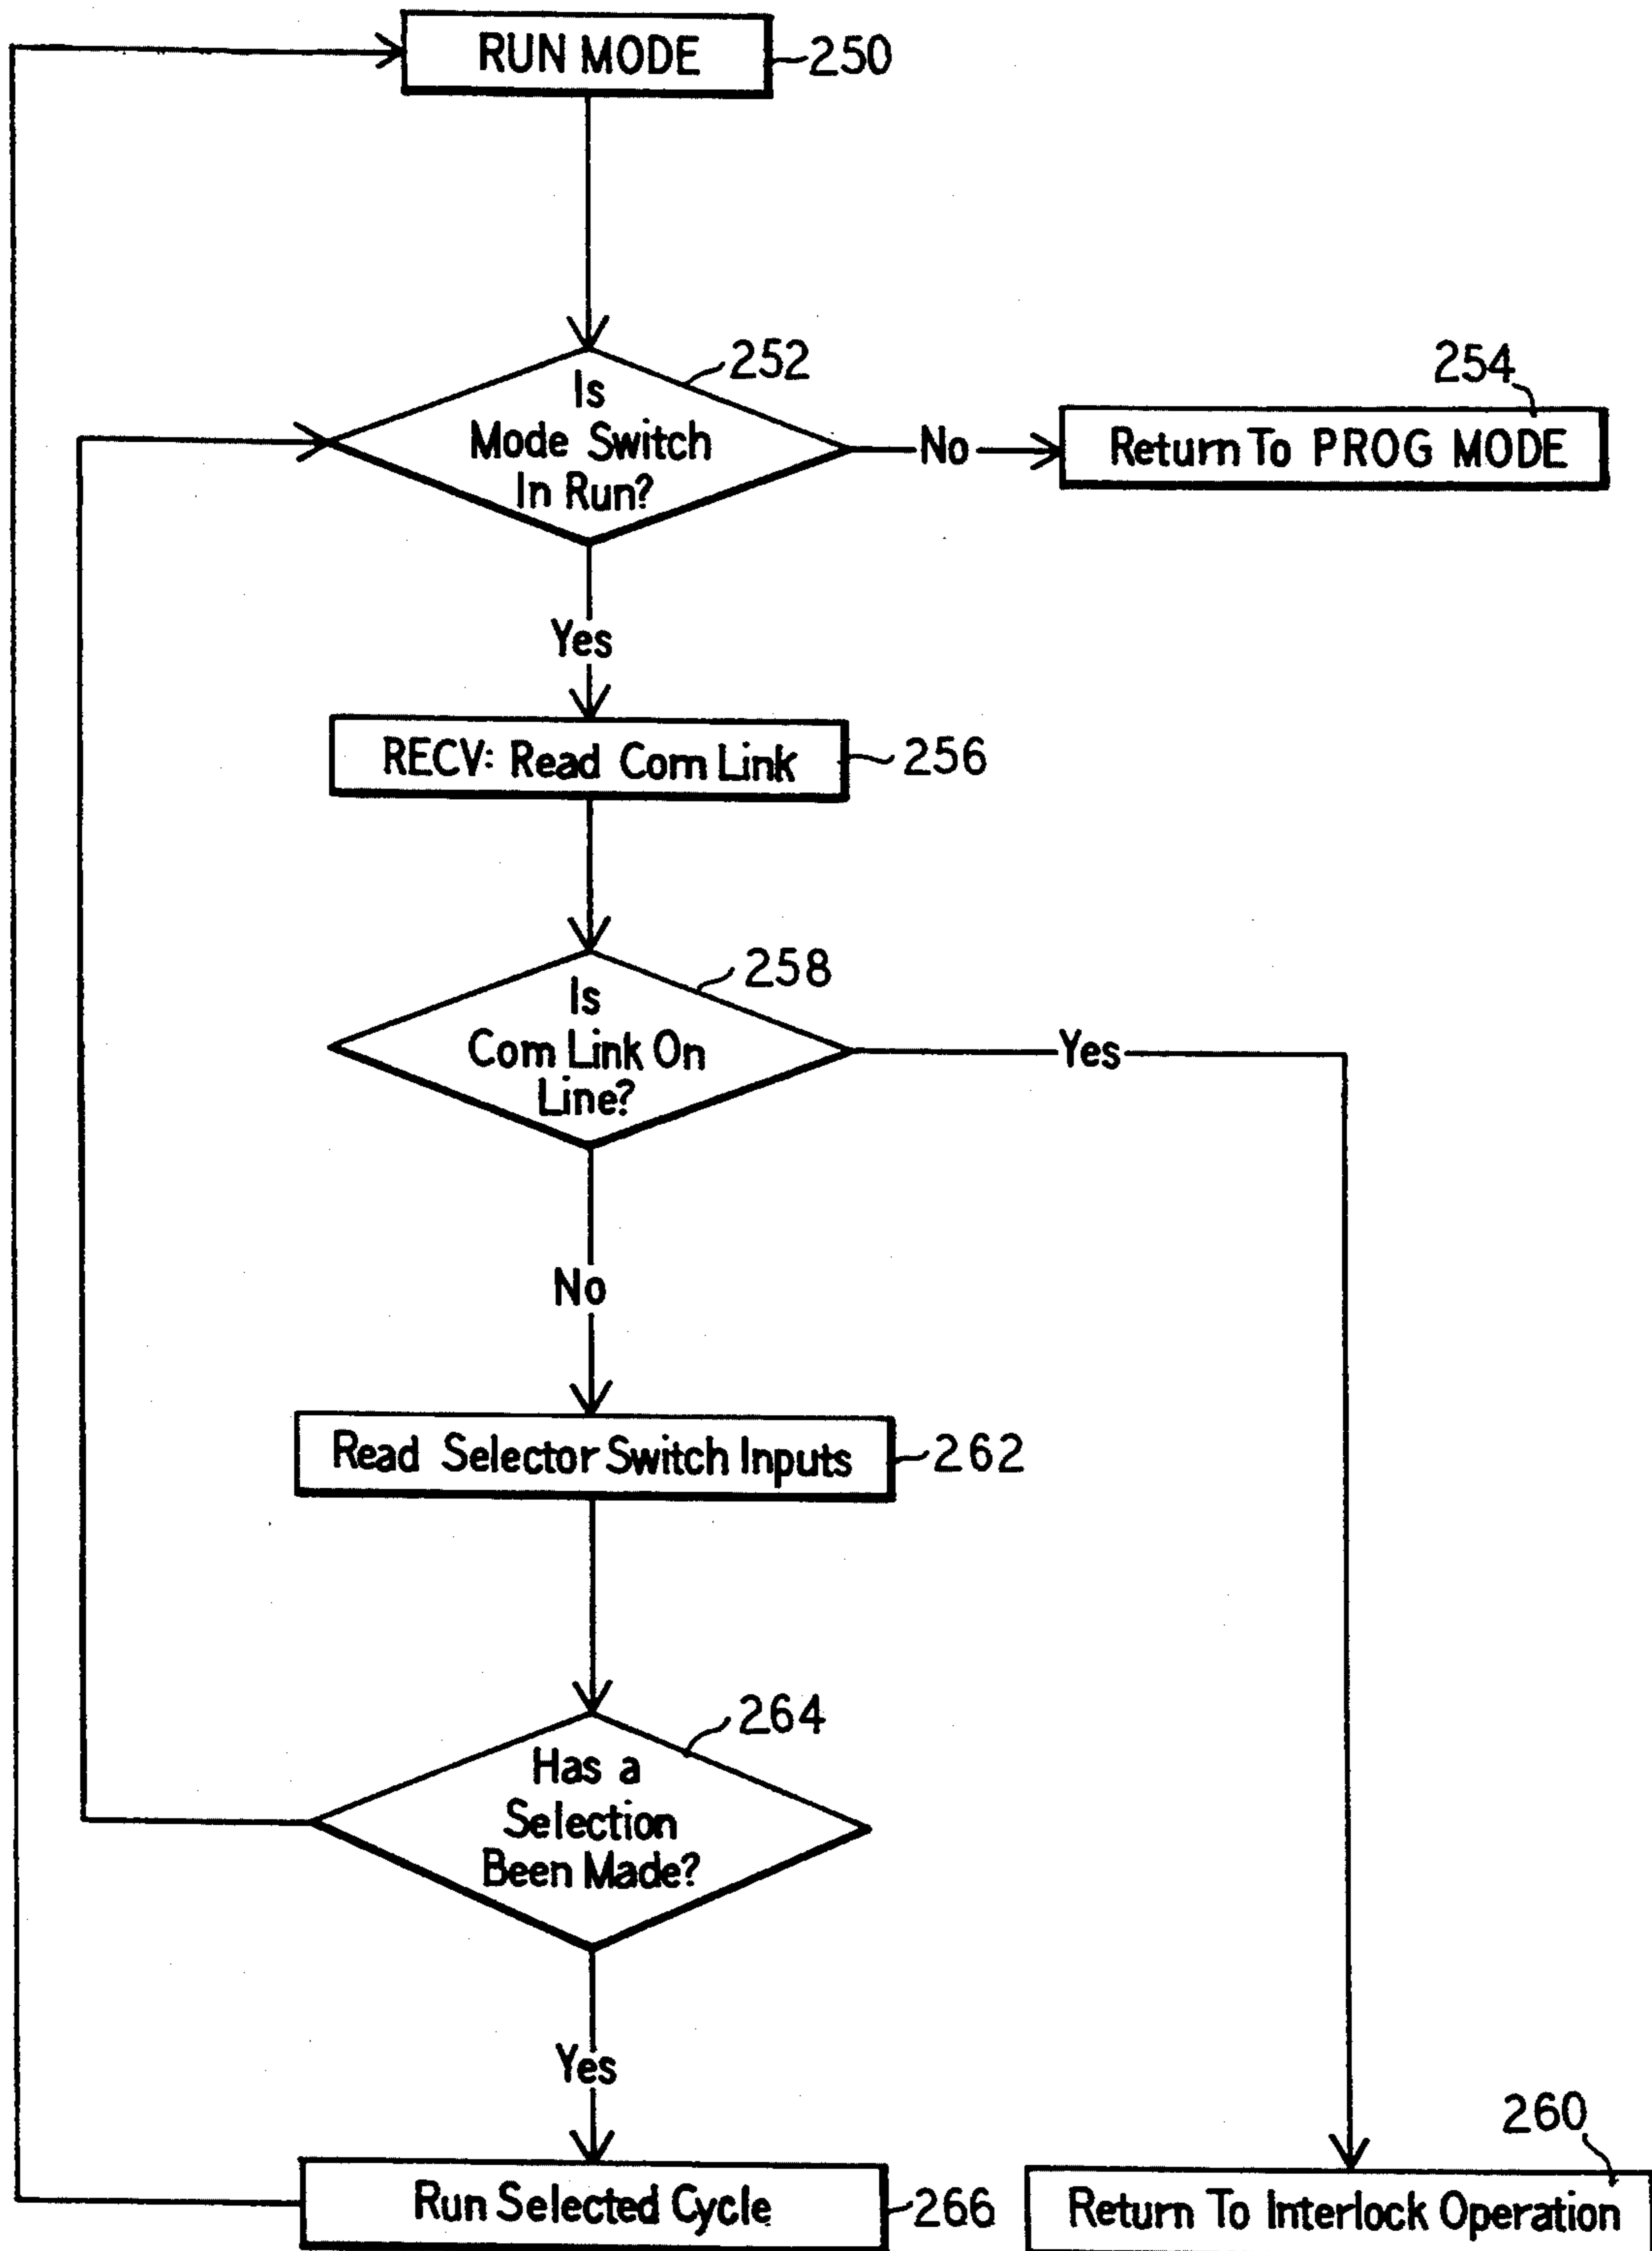 RUN MODE
250
252
Is
Mode Switch
In Run?
No
254
Return To PROG MODE
Yes
RECV: Read Com Link
256
258
Is
Com Link On
Line?
Yes
No
Read Selector Switch Inputs
262
264
Has a
Selection
Been Made?
Yes
Run Selected Cycle
266
260
Return To Interlock Operation